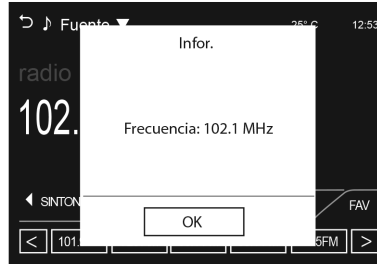 Fuente 25° C 12:53
Infor.
radio
102.
Frecuencia: 102.1 MHz
SINTON FAV
OK
< 101. 5FM >